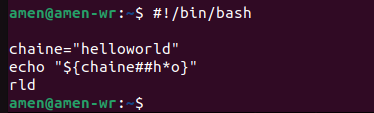 amen@amen-wr:~$ #!/bin/bash
chaine="helloworld"
echo "${chaine##h*o}"
rld
amen@amen-wr:~$